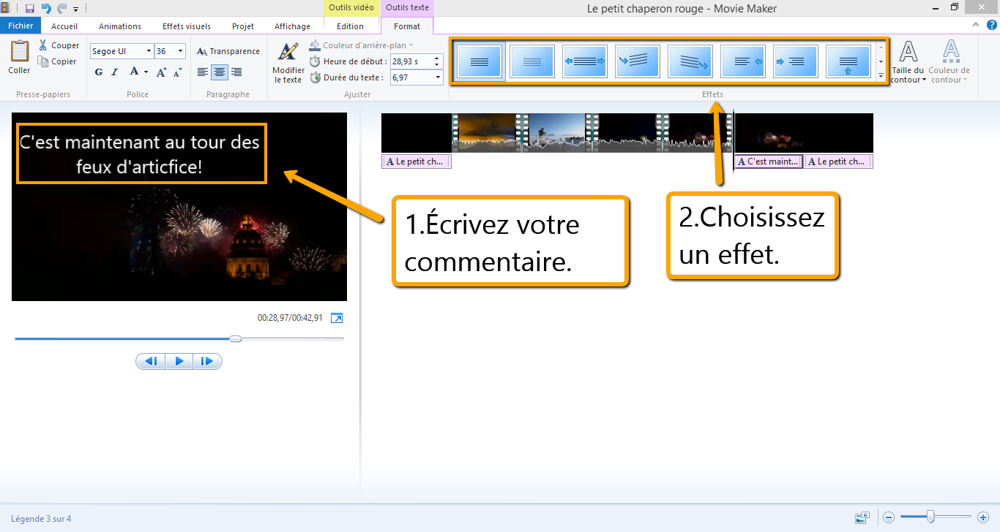 Outils vidéo Outils texte Le petit chaperon rouge - Movie Maker
Fichier Accueil Animations Effets visuels Projet Affichage Edition Format
Coller
Couper
Copier
Presse-papiers
Segoe UI 36
G I A A A
Police
AA Transparence
Paragraphe
Modifier
le texte
Couleur d'arrière-plan
Heure de début : 28,93 s
Durée du texte : 6,97
Ajuster
Effets
Taille du
contour
Couleur de
contour
C'est maintenant au tour des
feux d'articfice!
A Le petit ch...
A C'est maint...
A Le petit ch...
1.Écrivez votre
commentaire.
2.Choisissez
un effet.
00:28,97/00:42,91
Légende 3 sur 4